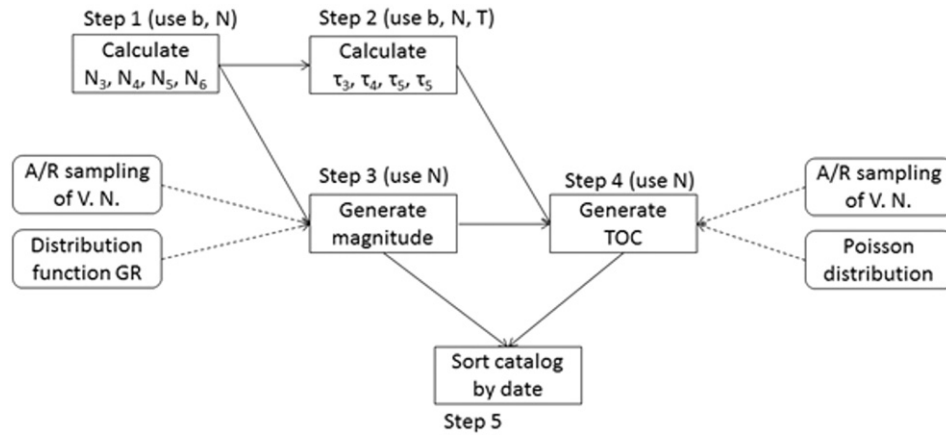 Step 1 (use b, N)
Calculate
N₃, N₄, N₅, N₆
Step 2 (use b, N, T)
Calculate
τ₃, τ₄, τ₅, τ₅
A/R sampling
of V. N.
Distribution
function GR
Step 3 (use N)
Generate
magnitude
Step 4 (use N)
Generate
TOC
A/R sampling
of V. N.
Poisson
distribution
Sort catalog
by date
Step 5